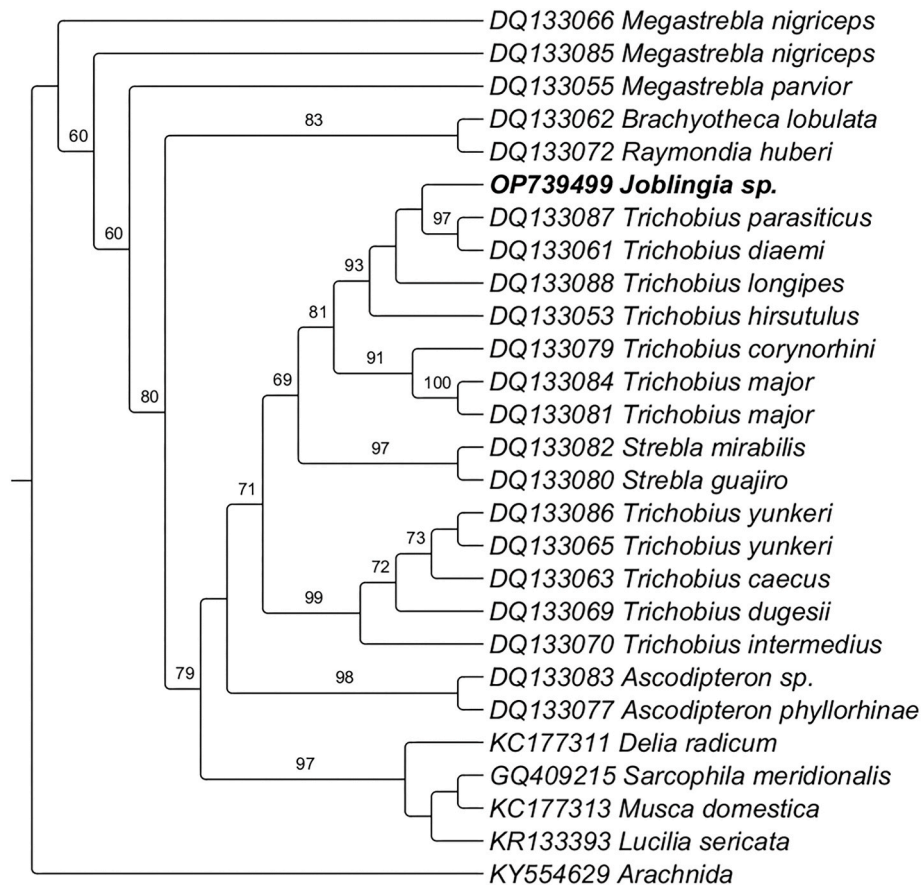 DQ133066 Megastrebla nigriceps
DQ133085 Megastrebla nigriceps
DQ133055 Megastrebla parvior
60
83
DQ133062 Brachyotheca lobulata
DQ133072 Raymondia huberi
OP739499 Joblingia sp.
97
DQ133087 Trichobius parasiticus
60
DQ133061 Trichobius diaemi
93
DQ133088 Trichobius longipes
81
DQ133053 Trichobius hirsutulus
91
DQ133079 Trichobius corynorhini
69
100
DQ133084 Trichobius major
80
DQ133081 Trichobius major
97
DQ133082 Strebla mirabilis
DQ133080 Strebla guajiro
71
DQ133086 Trichobius yunkeri
73
DQ133065 Trichobius yunkeri
72
DQ133063 Trichobius caecus
99
DQ133069 Trichobius dugesii
DQ133070 Trichobius intermedius
79
98
DQ133083 Ascodipteron sp.
DQ133077 Ascodipteron phyllorhinae
KC177311 Delia radicum
97
GQ409215 Sarcophila meridionalis
KC177313 Musca domestica
KR133393 Lucilia sericata
KY554629 Arachnida